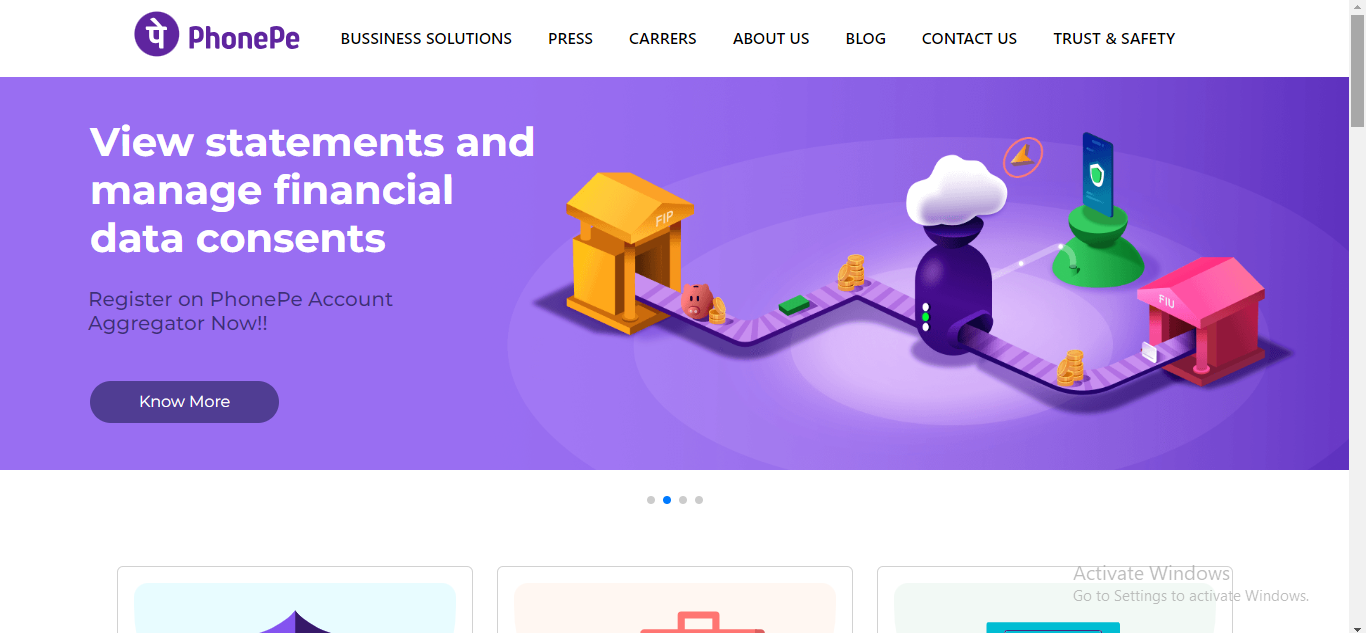 पे PhonePe
BUSSINESS SOLUTIONS PRESS CARRERS ABOUT US BLOG CONTACT US TRUST & SAFETY
View statements and
manage financial
data consents
Register on PhonePe Account
Aggregator Now!!
Know More
FIP
FIU
Activate Windows
Go to Settings to activate Windows.